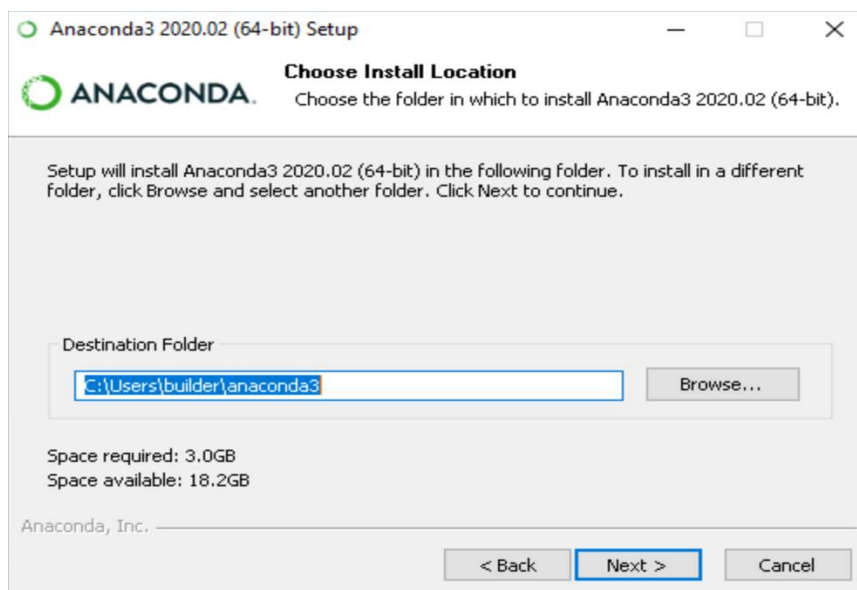 Anaconda3 2020.02 (64-bit) Setup
ANACONDA.
Choose Install Location
Choose the folder in which to install Anaconda3 2020.02 (64-bit).
Setup will install Anaconda3 2020.02 (64-bit) in the following folder. To install in a different
folder, click Browse and select another folder. Click Next to continue.
Destination Folder
C:\Users\builder\anaconda3
Browse...
Space required: 3.0GB
Space available: 18.2GB
Anaconda, Inc.
< Back
Next >
Cancel